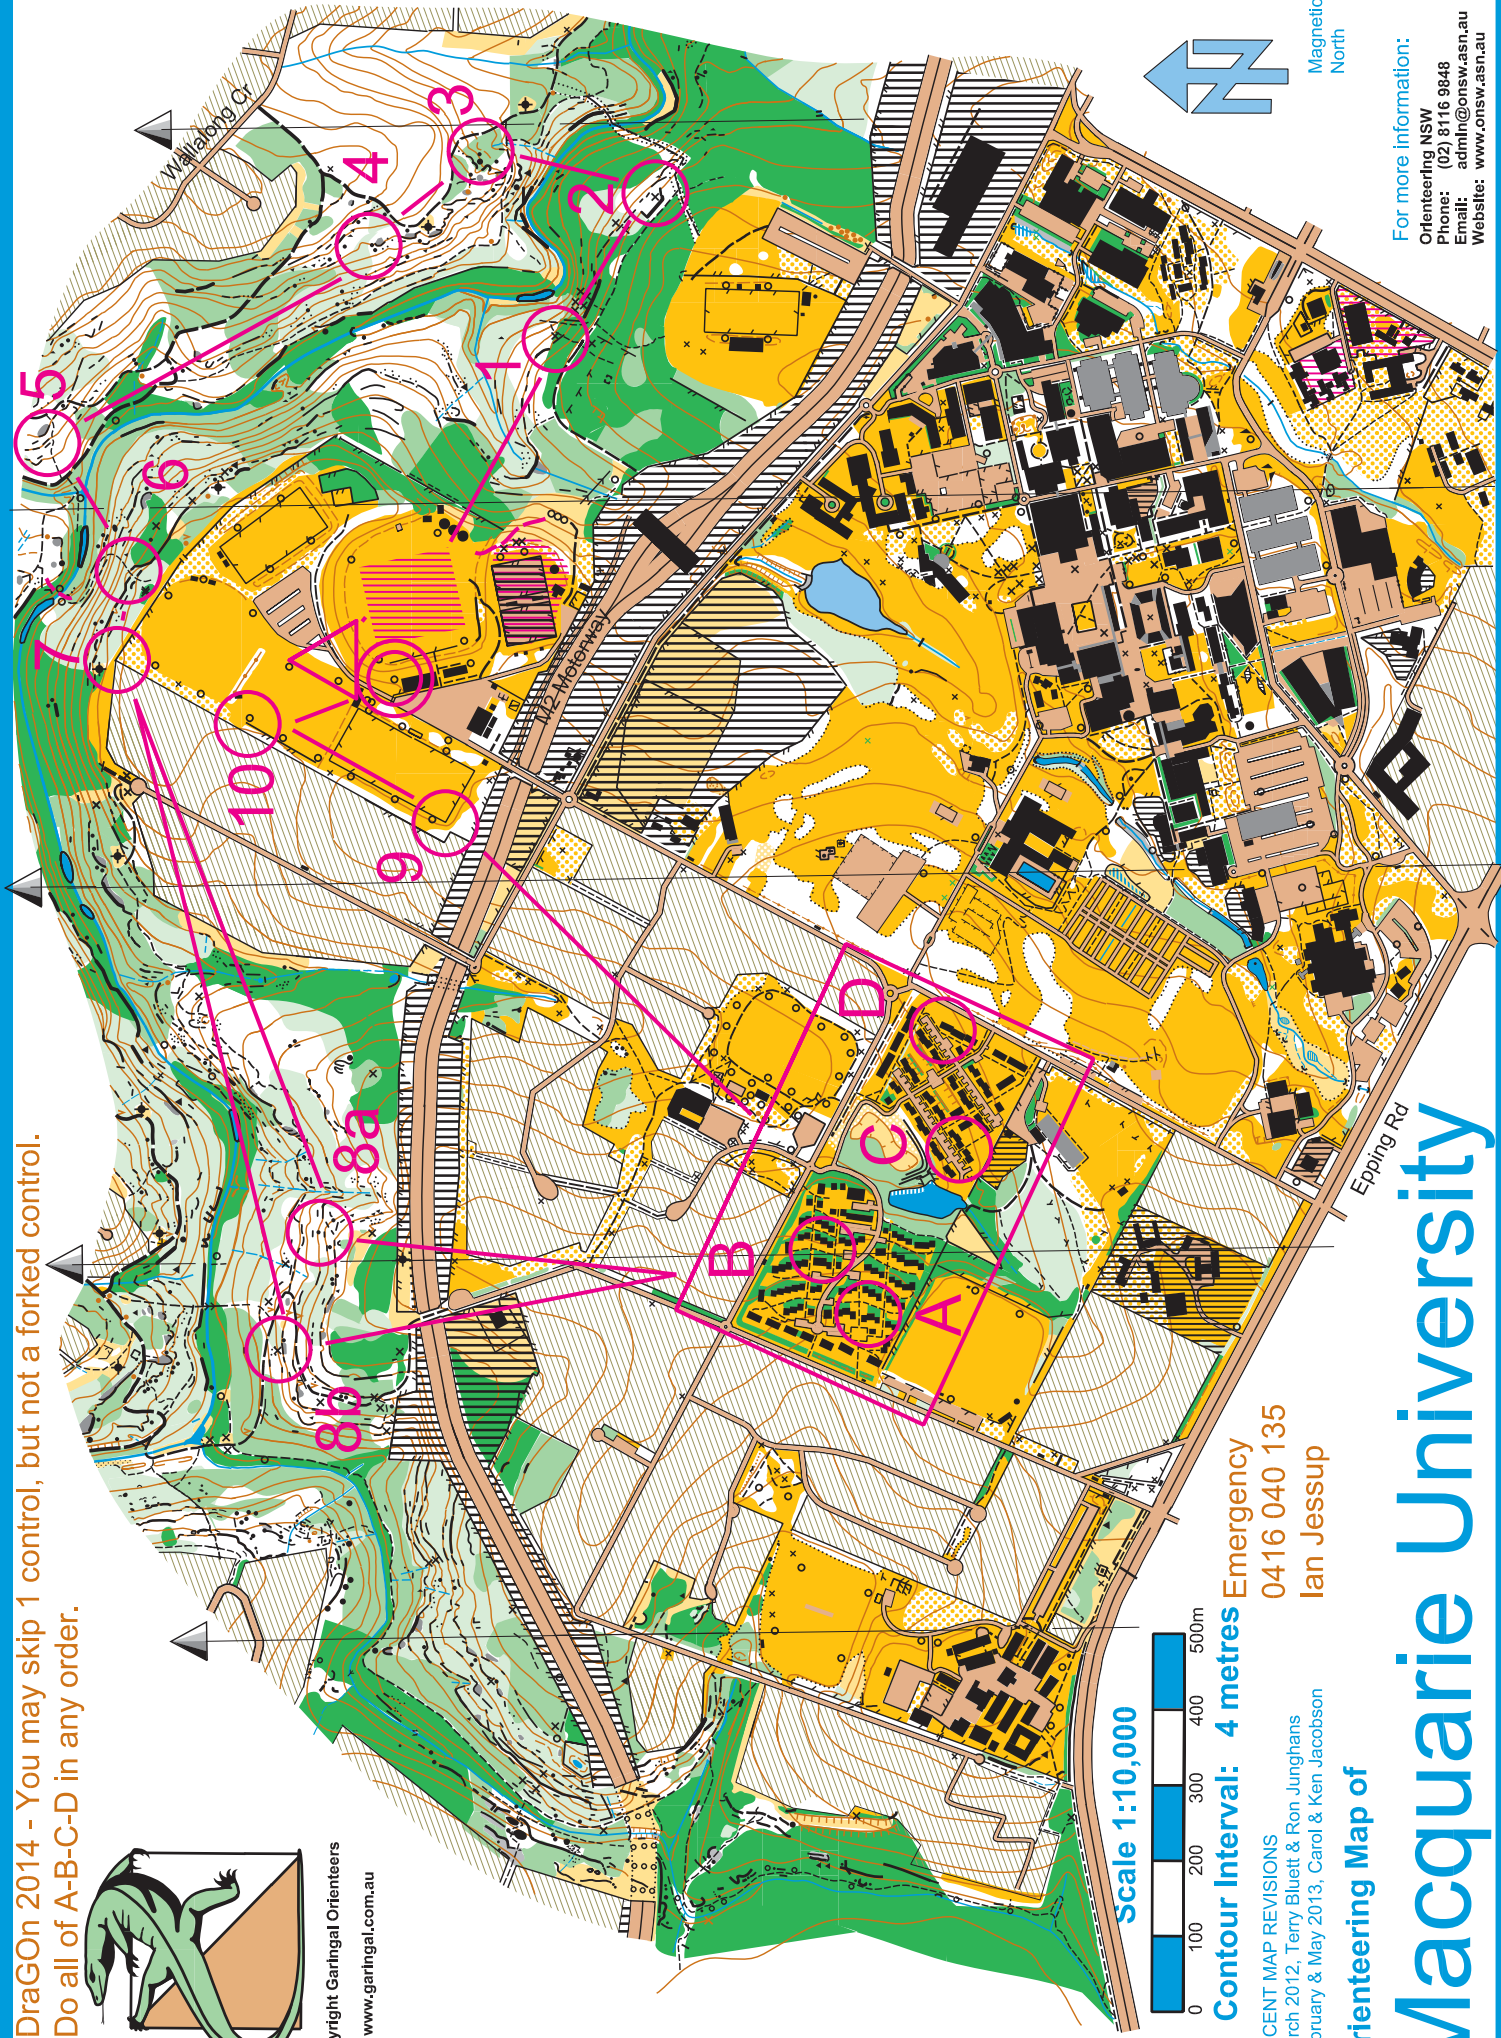 DraGOn 2014 - You may skip 1 control, but not a forked control.
Do all of A-B-C-D in any order.
yright Garingal Orienteers
www.garingal.com.au
Wallalong Cr
M2 Motorway
Epping Rd
1
2
3
4
5
6
7
8a
8b
9
10
A
B
C
D
Magnetic
North
N
For more information:
Orienteering NSW
Phone: (02) 8116 9848
Email: admin@onsw.asn.au
Website: www.onsw.asn.au
Emergency
0416 040 135
Ian Jessup
Scale 1:10,000
0 100 200 300 400 500m
Contour Interval: 4 metres
CENT MAP REVISIONS
rch 2012, Terry Bluett & Ron Junghans
bruary & May 2013, Carol & Ken Jacobson
rienteering Map of
Macquarie University